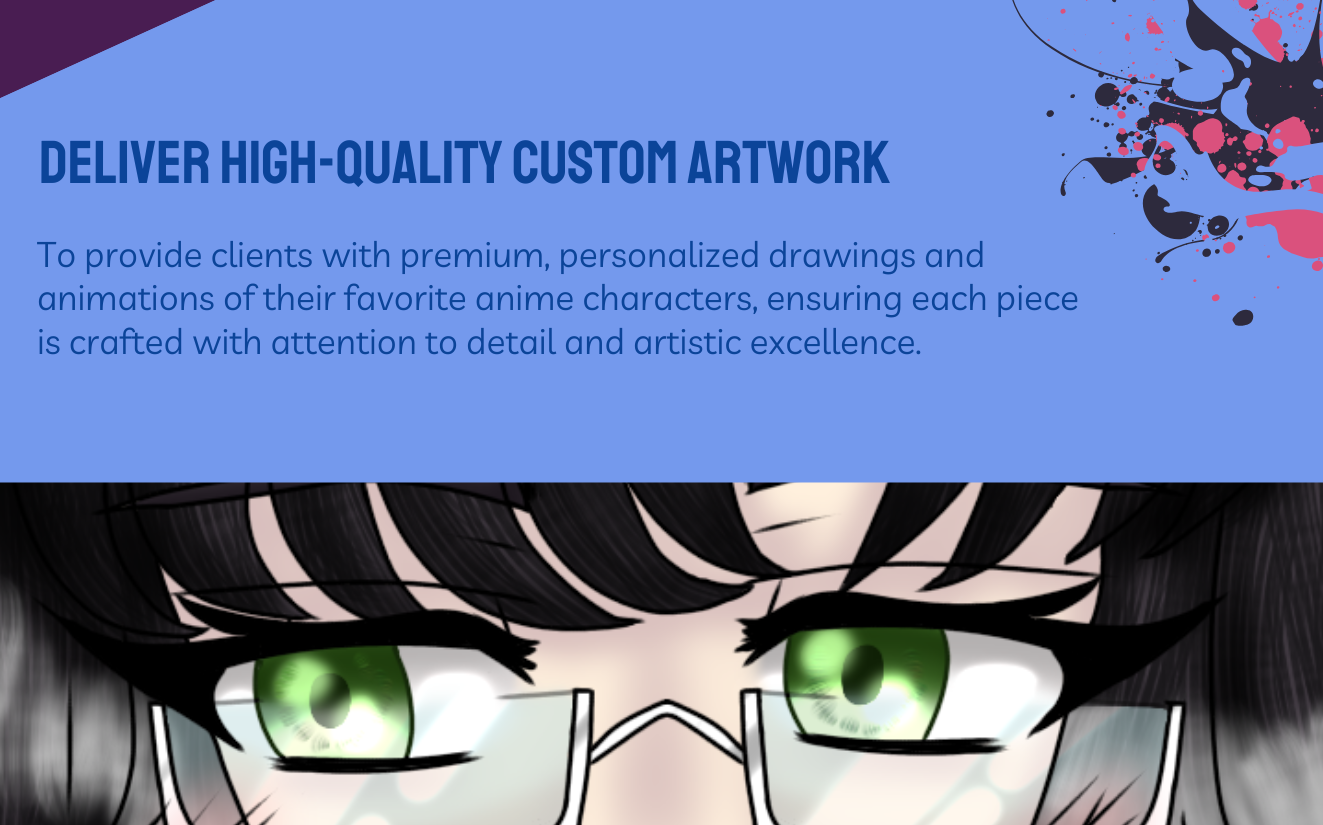 DELIVER HIGH-QUALITY CUSTOM ARTWORK
To provide clients with premium, personalized drawings and
animations of their favorite anime characters, ensuring each piece
is crafted with attention to detail and artistic excellence.